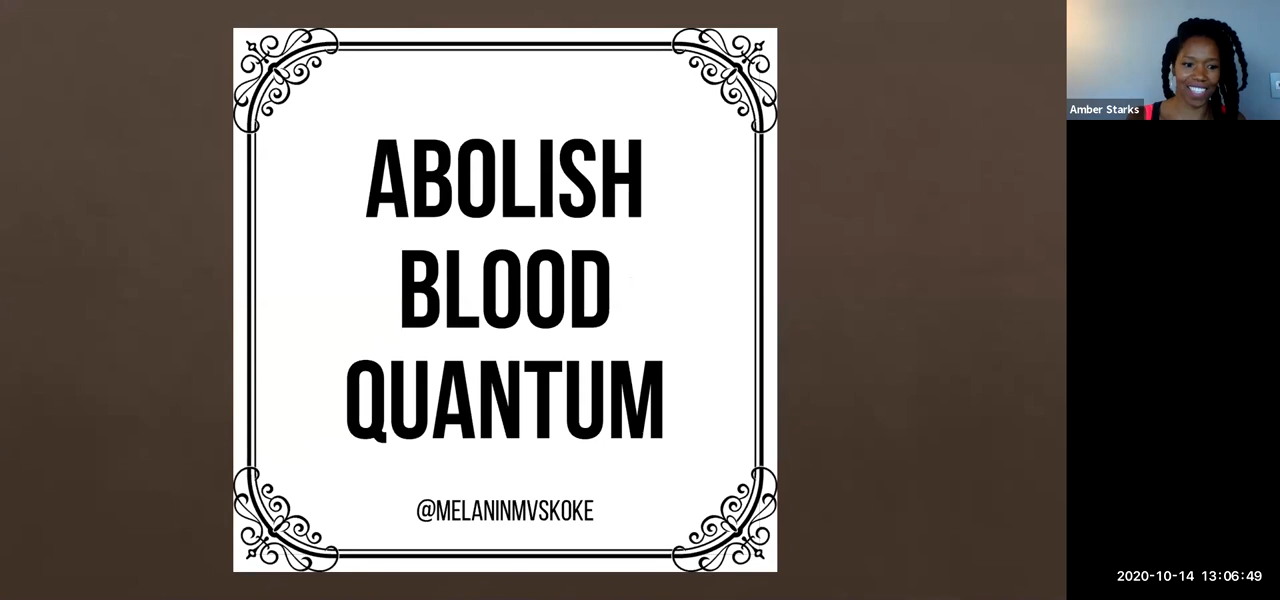 ABOLISH
BLOOD
QUANTUM
@MELANINMVSKOKE
Amber Starks
2020-10-14 13:06:49